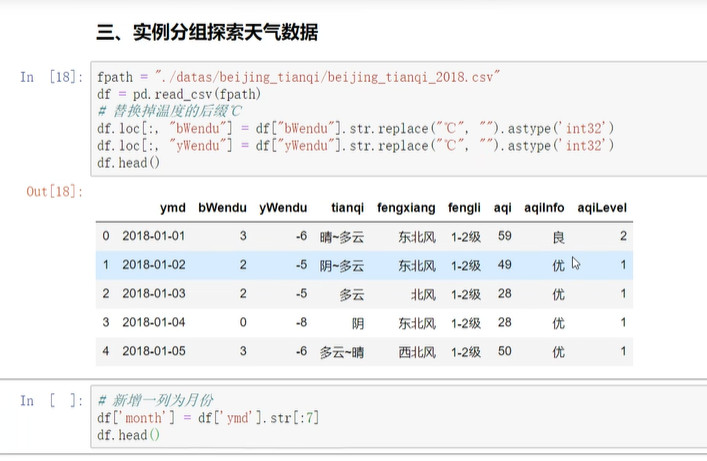 三、实例分组探索天气数据
In [18]: fpath = "./datas/beijing_tianqi/beijing_tianqi_2018.csv"
df = pd.read_csv(fpath)
# 替换掉温度的后缀℃
df.loc[:, "bWendu"] = df["bWendu"].str.replace("℃", "").astype('int32')
df.loc[:, "yWendu"] = df["yWendu"].str.replace("℃", "").astype('int32')
df.head()
Out[18]:
ymd bWendu yWendu tianqi fengxiang fengli aqi aqiInfo aqiLevel
0 2018-01-01 3 -6 晴~多云 东北风 1-2级 59 良 2
1 2018-01-02 2 -5 阴~多云 东北风 1-2级 49 优 1
2 2018-01-03 2 -5 多云 北风 1-2级 28 优 1
3 2018-01-04 0 -8 阴 东北风 1-2级 28 优 1
4 2018-01-05 3 -6 多云~晴 西北风 1-2级 50 优 1
In [ ]: # 新增一列为月份
df['month'] = df['ymd'].str[:7]
df.head()